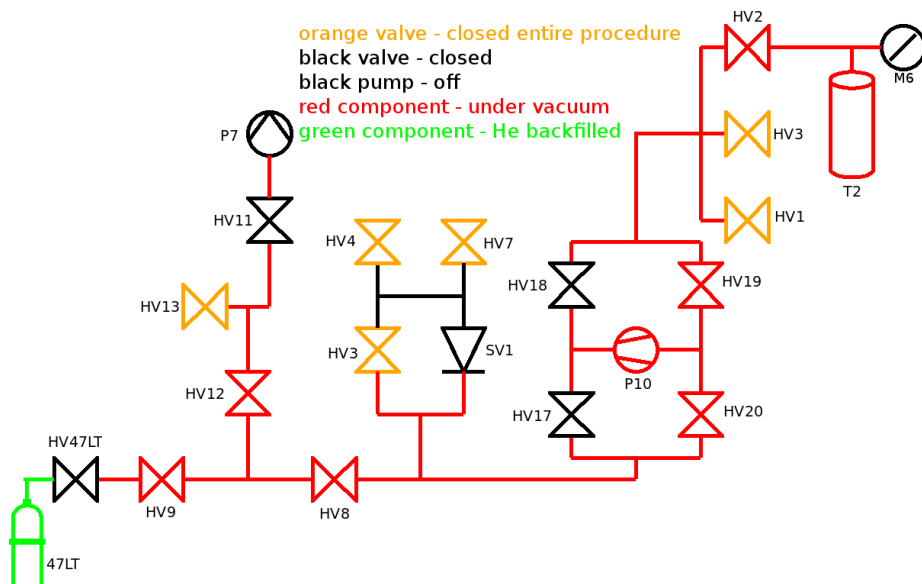 orange valve - closed entire procedure
black valve - closed
black pump - off
red component - under vacuum
green component - He backfilled
HV2
M6
P7
HV3
T2
HV11
HV4
HV7
HV1
HV18
HV19
HV13
HV3
SV1
P10
HV12
HV17
HV20
HV47LT
HV9
HV8
47LT